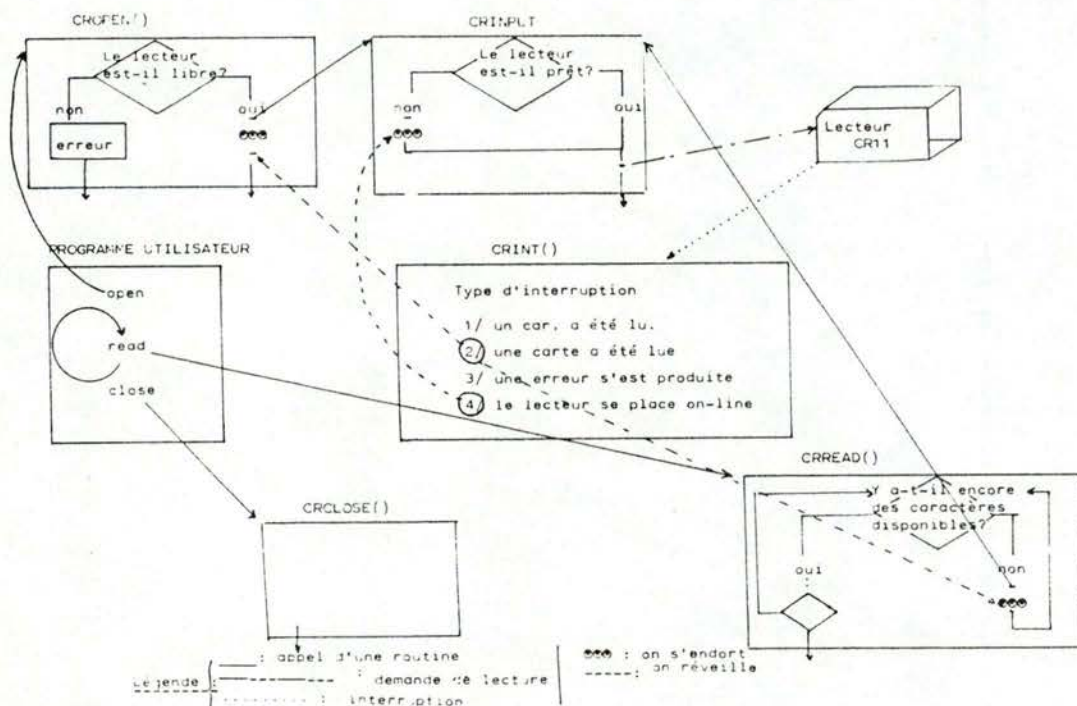 CROPEN()
Le lecteur
est-il libre?
non
oui
erreur
CRINPUT
Le lecteur
est-il prêt?
non
oui
Lecteur
CR11
PROGRAMME UTILISATEUR
open
read
close
CRINT()
Type d'interruption
1/ un car. a été lu.
2/ une carte a été lue
3/ une erreur s'est produite
4/ le lecteur se place on-line
CRREAD()
Y a-t-il encore
des caractères
disponibles?
oui
non
CRCLOSE()
Légende :
: appel d'une routine
: demande de lecture
: interruption
: on s'endort
: on réveille